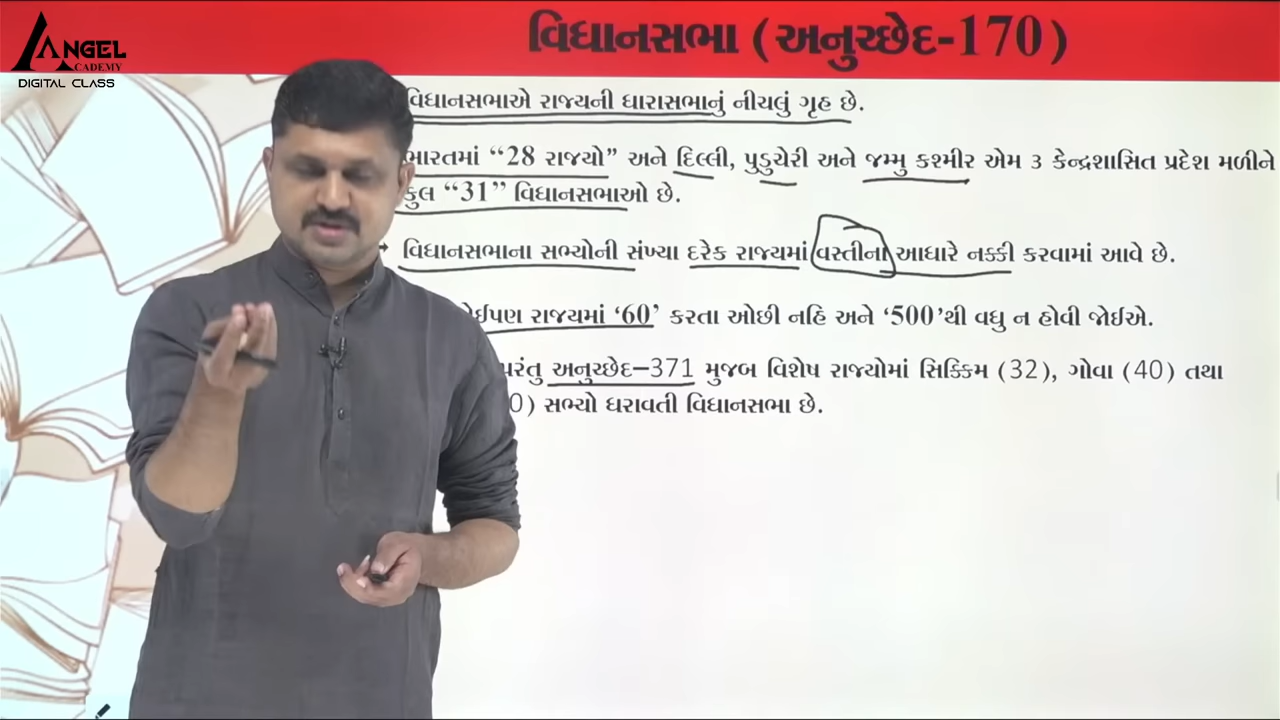 ANGEL
ACADEMY
DIGITAL CLASS
વિધાનસભા (અનુચ્છેદ-170)
વિધાનસભાએ રાજ્યની ધારાસભાનું નીચલું ગૃહ છે.
ભારતમાં “28 રાજ્યો” અને દિલ્લી, પુડુચેરી અને જમ્મુ કશ્મીર એમ ૩ કેન્દ્રશાસિત પ્રદેશ મળીને
કુલ “31” વિધાનસભાઓ છે.
વિધાનસભાના સભ્યોની સંખ્યા દરેક રાજ્યમાં વસ્તીના આધારે નક્કી કરવામાં આવે છે.
રાજ્યમાં ‘60’ કરતા ઓછી નહિ અને ‘500’થી વધુ ન હોવી જોઈએ.
પરંતુ અનુચ્છેદ–371 મુજબ વિશેષ રાજ્યોમાં સિક્કિમ (32), ગોવા (40) તથા
0) સભ્યો ધરાવતી વિધાનસભા છે.